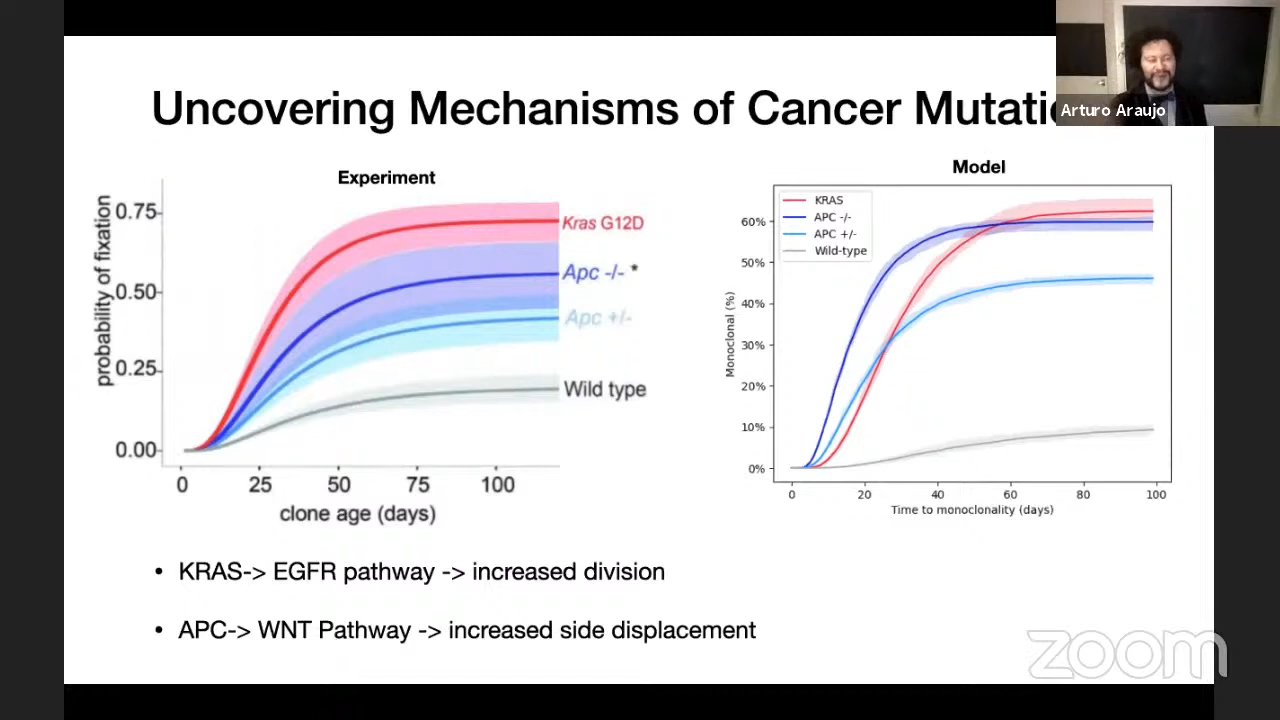 Uncovering Mechanisms of Cancer Mutati
Arturo Araujo
Experiment
probability of fixation
0.75
0.50
0.25
0.00
0
25
50
75
100
clone age (days)
Kras G12D
Apc -/- *
Apc +/-
Wild type
Model
KRAS
APC -/-
APC +/-
Wild-type
Monoclonal (%)
60%
50%
40%
30%
20%
10%
0%
0
20
40
60
80
100
Time to monoclonality (days)
• KRAS-> EGFR pathway -> increased division
• APC-> WNT Pathway -> increased side displacement
zoom